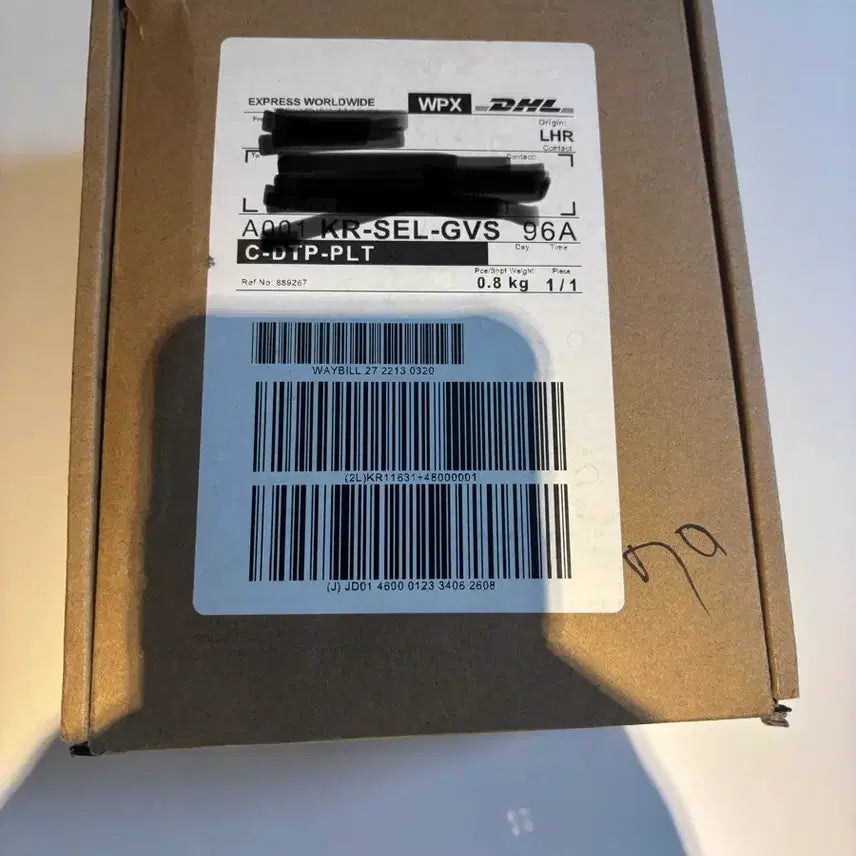 EXPRESS WORLDWIDE
WPX
DHL
Origin:
LHR
Contact
To
Contact:
A001 KR-SEL-GVS 96A
C-DTP-PLT
Day Time
Ref No: 889267
Pce/Shpt Weight Piece
0.8 kg 1/1
WAYBILL 27 2213 0320
(2L)KR11631+48000001
(J) JD01 4600 0123 3406 2608